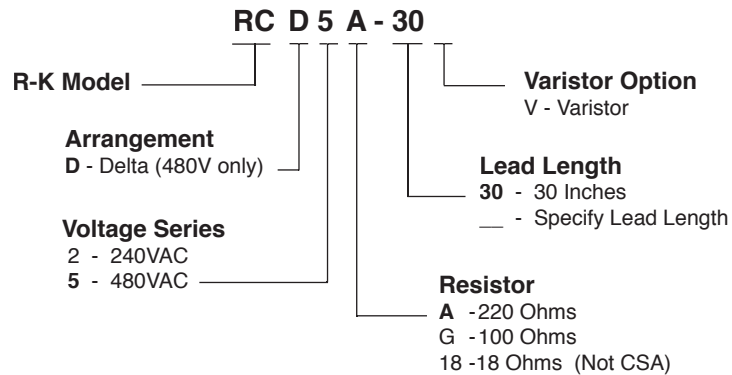 RC D 5 A - 30 _
R-K Model
Varistor Option
V - Varistor
Arrangement
D - Delta (480V only)
Lead Length
30 - 30 Inches
__ - Specify Lead Length
Voltage Series
2 - 240VAC
5 - 480VAC
Resistor
A -220 Ohms
G -100 Ohms
18 -18 Ohms (Not CSA)